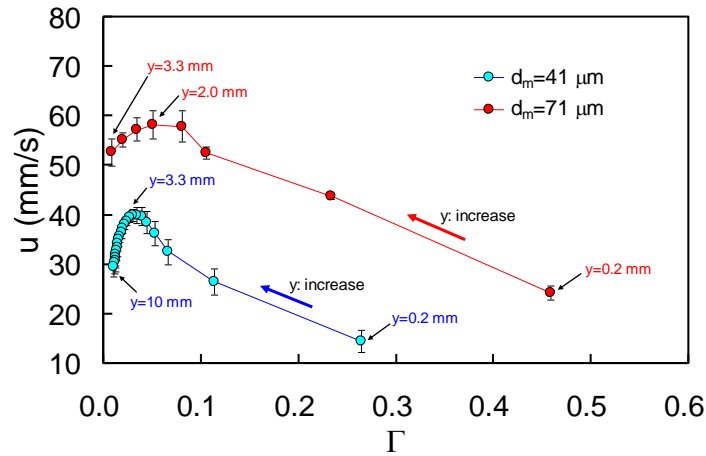 80
70
60
50
40
30
20
10
u (mm/s)
y=3.3 mm
y=2.0 mm
d_m=41 μm
d_m=71 μm
y=3.3 mm
y: increase
y: increase
y=0.2 mm
y=10 mm
y=0.2 mm
0.0 0.1 0.2 0.3 0.4 0.5 0.6
Γ